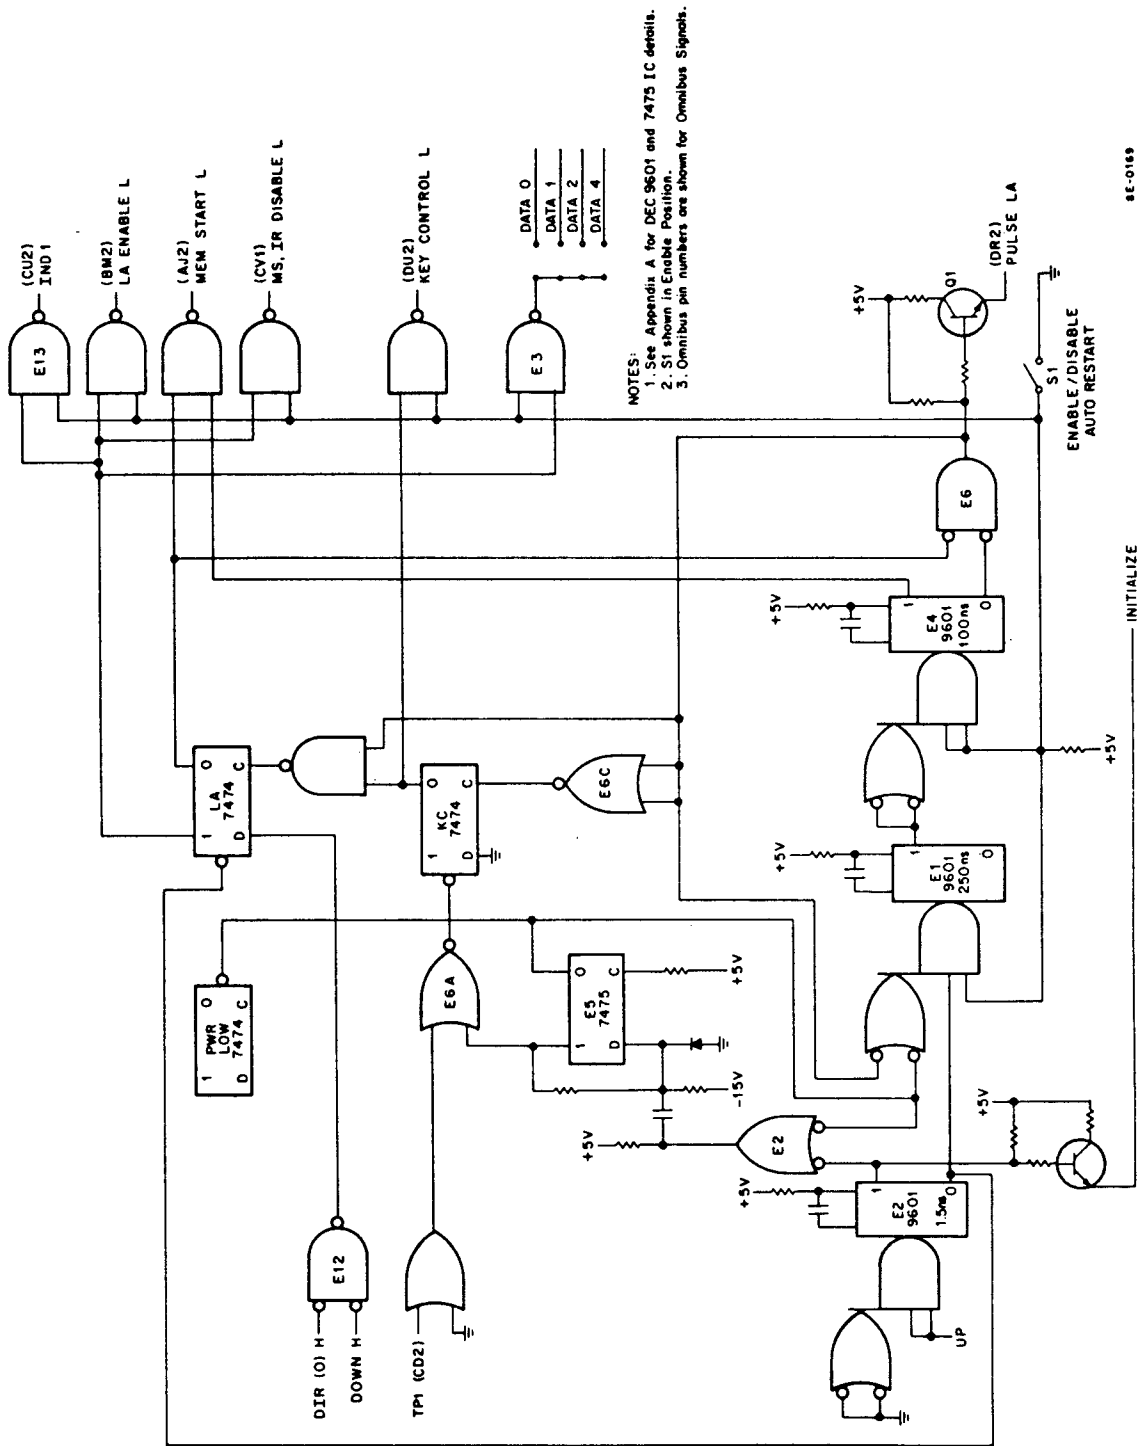 (CU2)
IND 1
E13
(BM2)
LA ENABLE L
(AJ2)
MEM START L
(CV1)
MS, IR DISABLE L
(DU2)
KEY CONTROL L
E3
DATA 0
DATA 1
DATA 2
DATA 4
NOTES:
1. See Appendix A for DEC 9601 and 7475 IC details.
2. S1 shown in Enable Position.
3. Omnibus pin numbers are shown for Omnibus Signals.
1 0
LA
7474
D C
1 0
KC
7474
D C
E6C
1 0
PWR
LOW
7474
D C
E6A
1 0
E5
7475
D C
+5V
-15V
+5V
E2
DIR (0) H
DOWN H
E12
TP1 (CD2)
+5V
1
E2
9601
1.5ns
0
UP
+5V
INITIALIZE
+5V
1
E1
9601
250ns
0
+5V
1
E4
9601
100ns
0
+5V
E6
+5V
Q1
(DR2)
PULSE LA
S1
ENABLE/DISABLE
AUTO RESTART
8E-0169